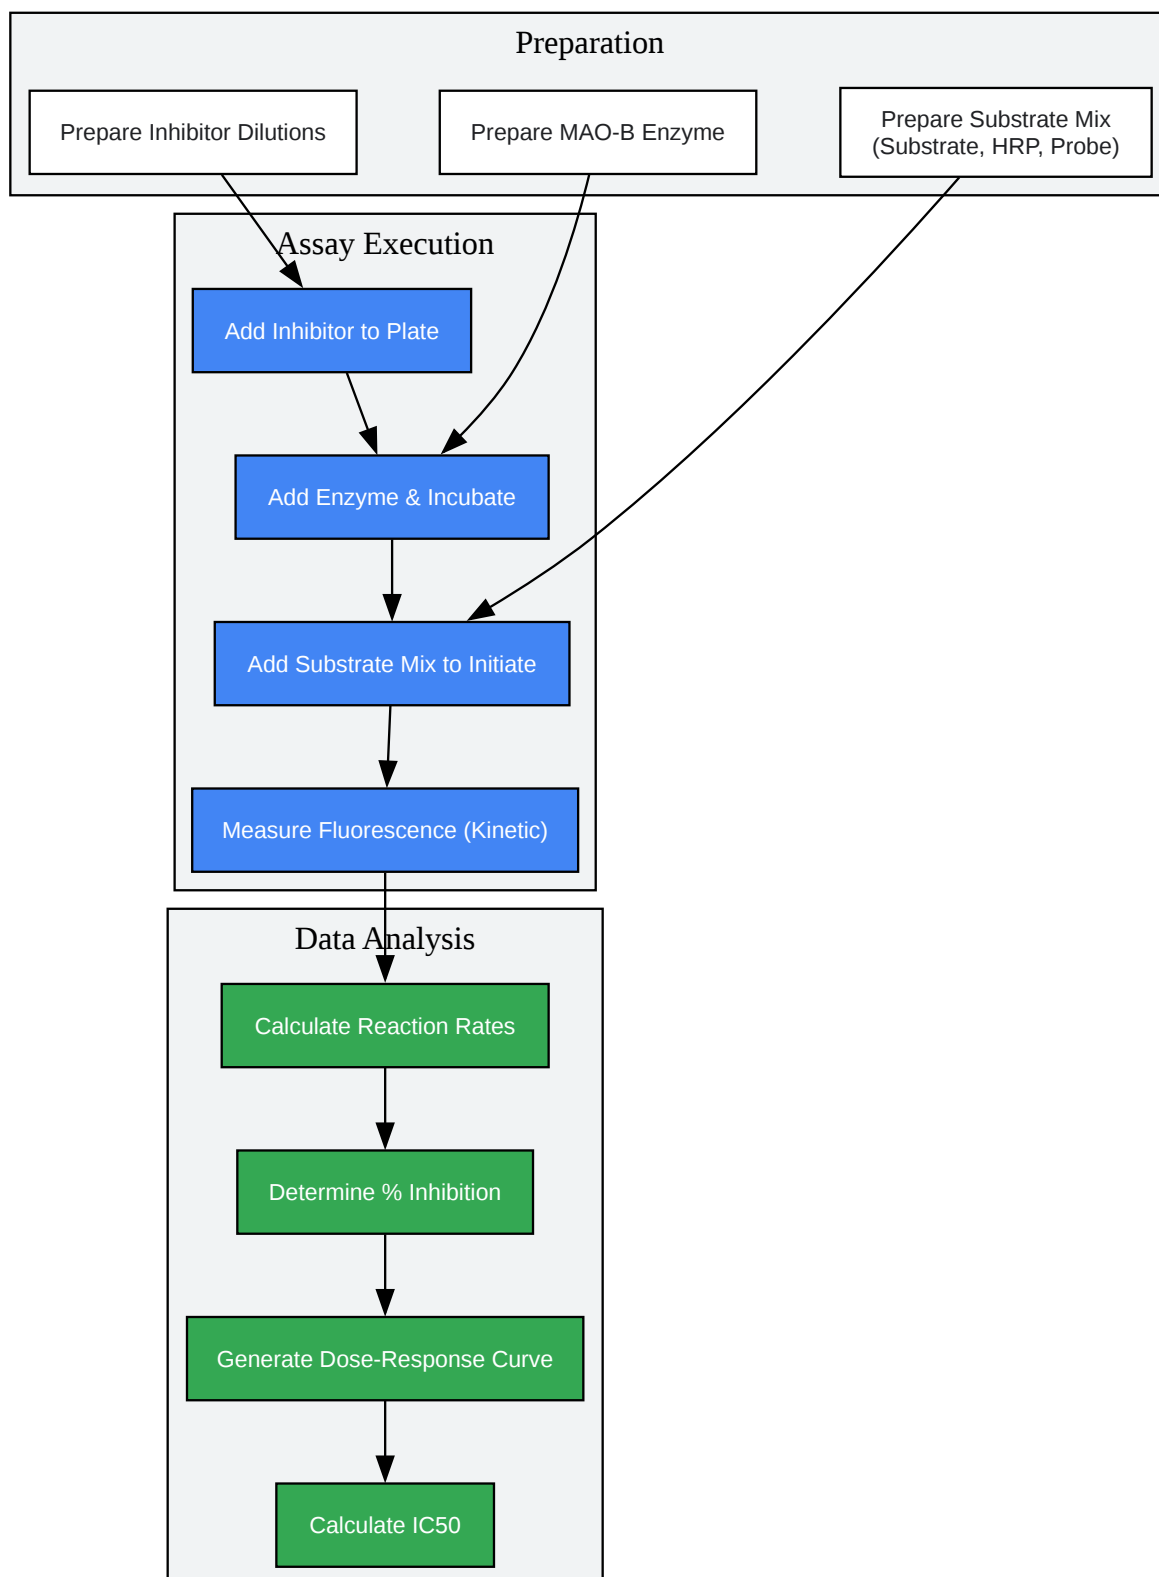 Preparation
Prepare Inhibitor Dilutions
Prepare MAO-B Enzyme
Prepare Substrate Mix
(Substrate, HRP, Probe)
Assay Execution
Add Inhibitor to Plate
Add Enzyme & Incubate
Add Substrate Mix to Initiate
Measure Fluorescence (Kinetic)
Data Analysis
Calculate Reaction Rates
Determine % Inhibition
Generate Dose-Response Curve
Calculate IC50